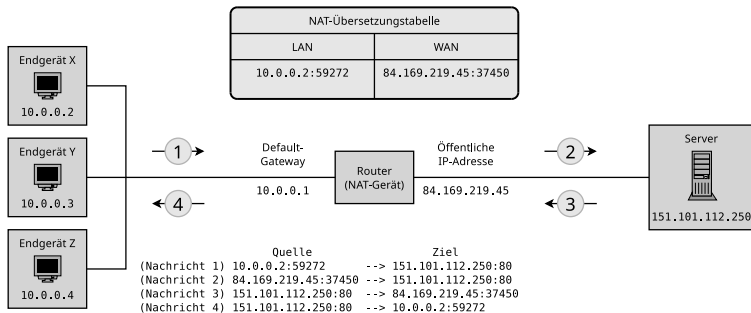 NAT-Übersetzungstabelle
LAN WAN
10.0.0.2:59272 84.169.219.45:37450
Endgerät X
10.0.0.2
Endgerät Y
10.0.0.3
Endgerät Z
10.0.0.4
1
4
Default-
Gateway
10.0.0.1
Router
(NAT-Gerät)
Öffentliche
IP-Adresse
84.169.219.45
2
3
Server
151.101.112.250
Quelle Ziel
(Nachricht 1) 10.0.0.2:59272 --> 151.101.112.250:80
(Nachricht 2) 84.169.219.45:37450 --> 151.101.112.250:80
(Nachricht 3) 151.101.112.250:80 --> 84.169.219.45:37450
(Nachricht 4) 151.101.112.250:80 --> 10.0.0.2:59272